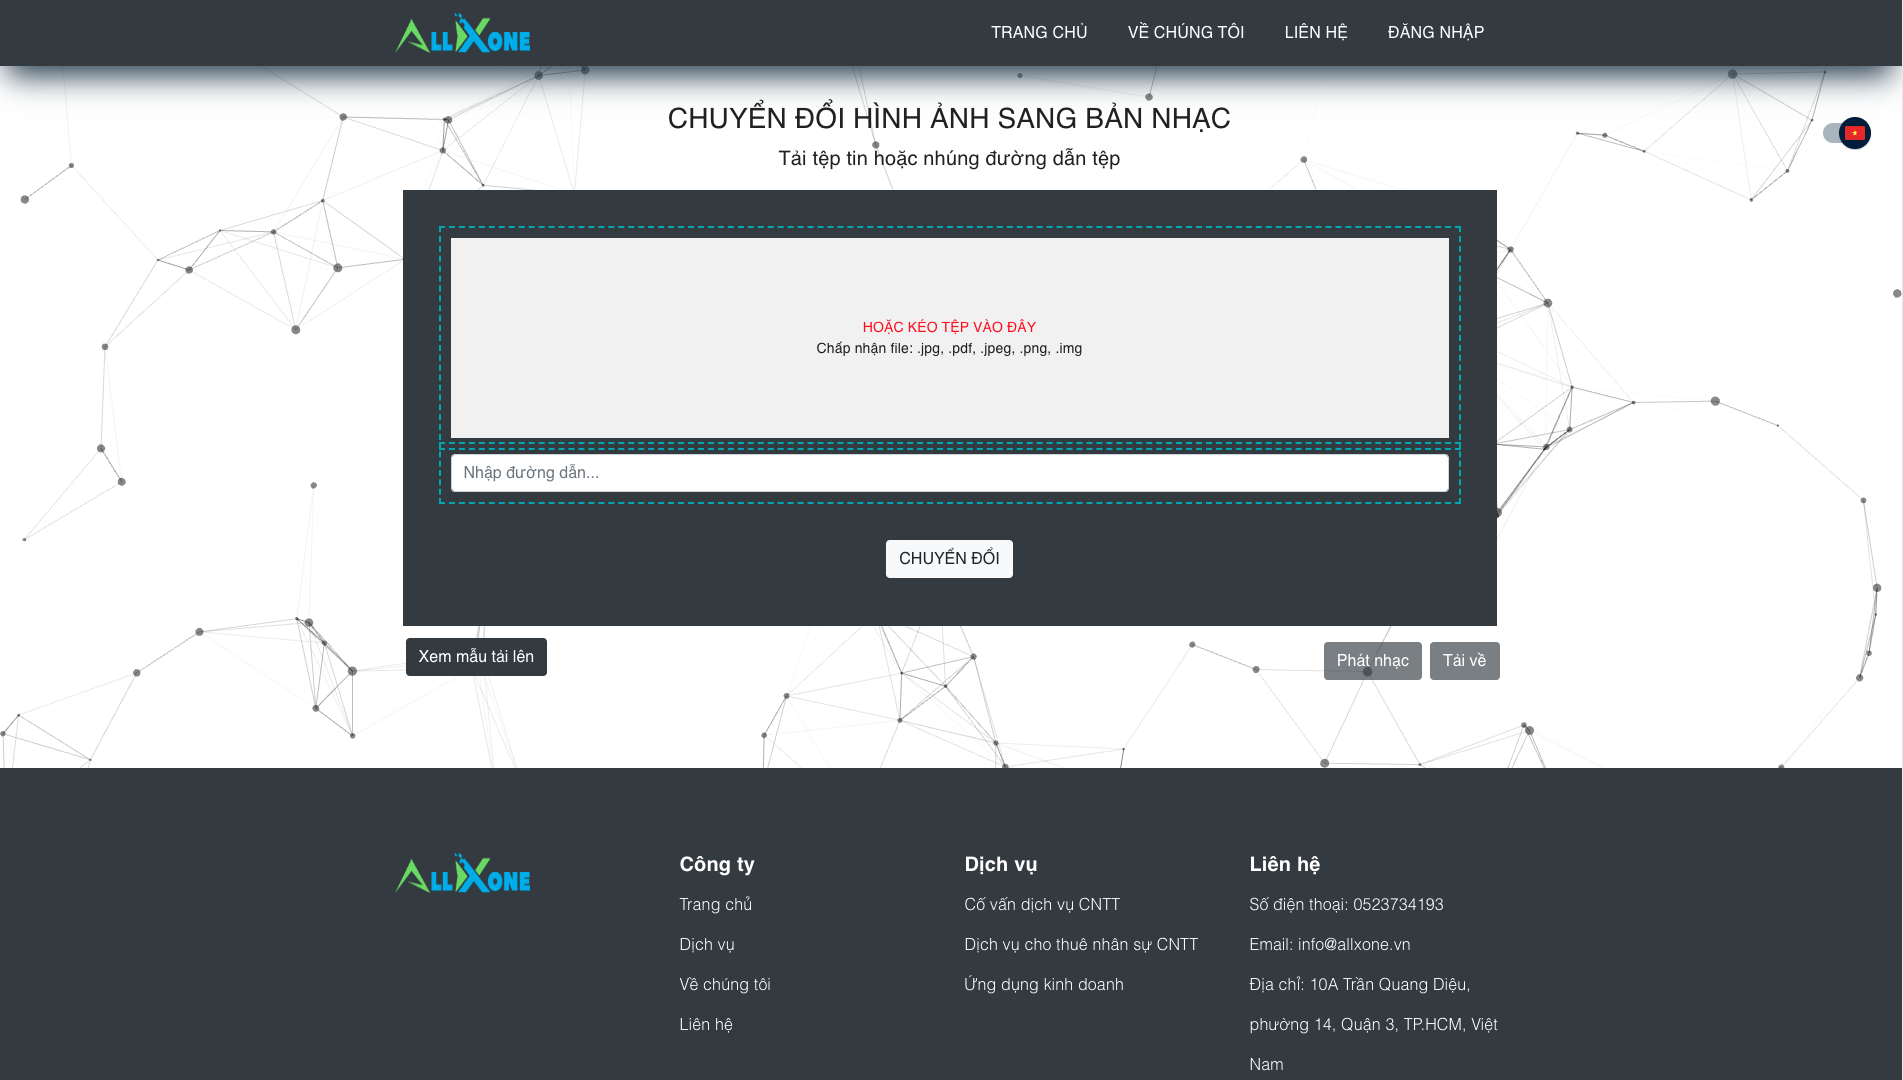 ALLXONE
TRANG CHỦ
VỀ CHÚNG TÔI
LIÊN HỆ
ĐĂNG NHẬP
CHUYỂN ĐỔI HÌNH ẢNH SANG BẢN NHẠC
Tải tệp tin hoặc nhúng đường dẫn tệp
HOẶC KÉO TỆP VÀO ĐÂY
Chấp nhận file: .jpg, .pdf, .jpeg, .png, .img
Nhập đường dẫn...
CHUYỂN ĐỔI
Xem mẫu tải lên
Phát nhạc
Tải về
ALLXONE
Công ty
Trang chủ
Dịch vụ
Về chúng tôi
Liên hệ
Dịch vụ
Cố vấn dịch vụ CNTT
Dịch vụ cho thuê nhân sự CNTT
Ứng dụng kinh doanh
Liên hệ
Số điện thoại: 0523734193
Email: info@allxone.vn
Địa chỉ: 10A Trần Quang Diệu,
phường 14, Quận 3, TP.HCM, Việt
Nam